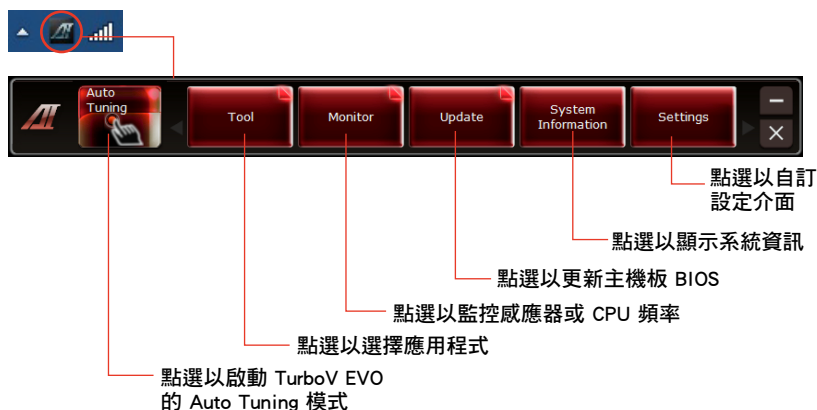 Auto
Tuning
Tool
Monitor
Update
System
Information
Settings
點選以自訂
設定介面
點選以顯示系統資訊
點選以更新主機板 BIOS
點選以監控感應器或 CPU 頻率
點選以選擇應用程式
點選以啟動 TurboV EVO
的 Auto Tuning 模式